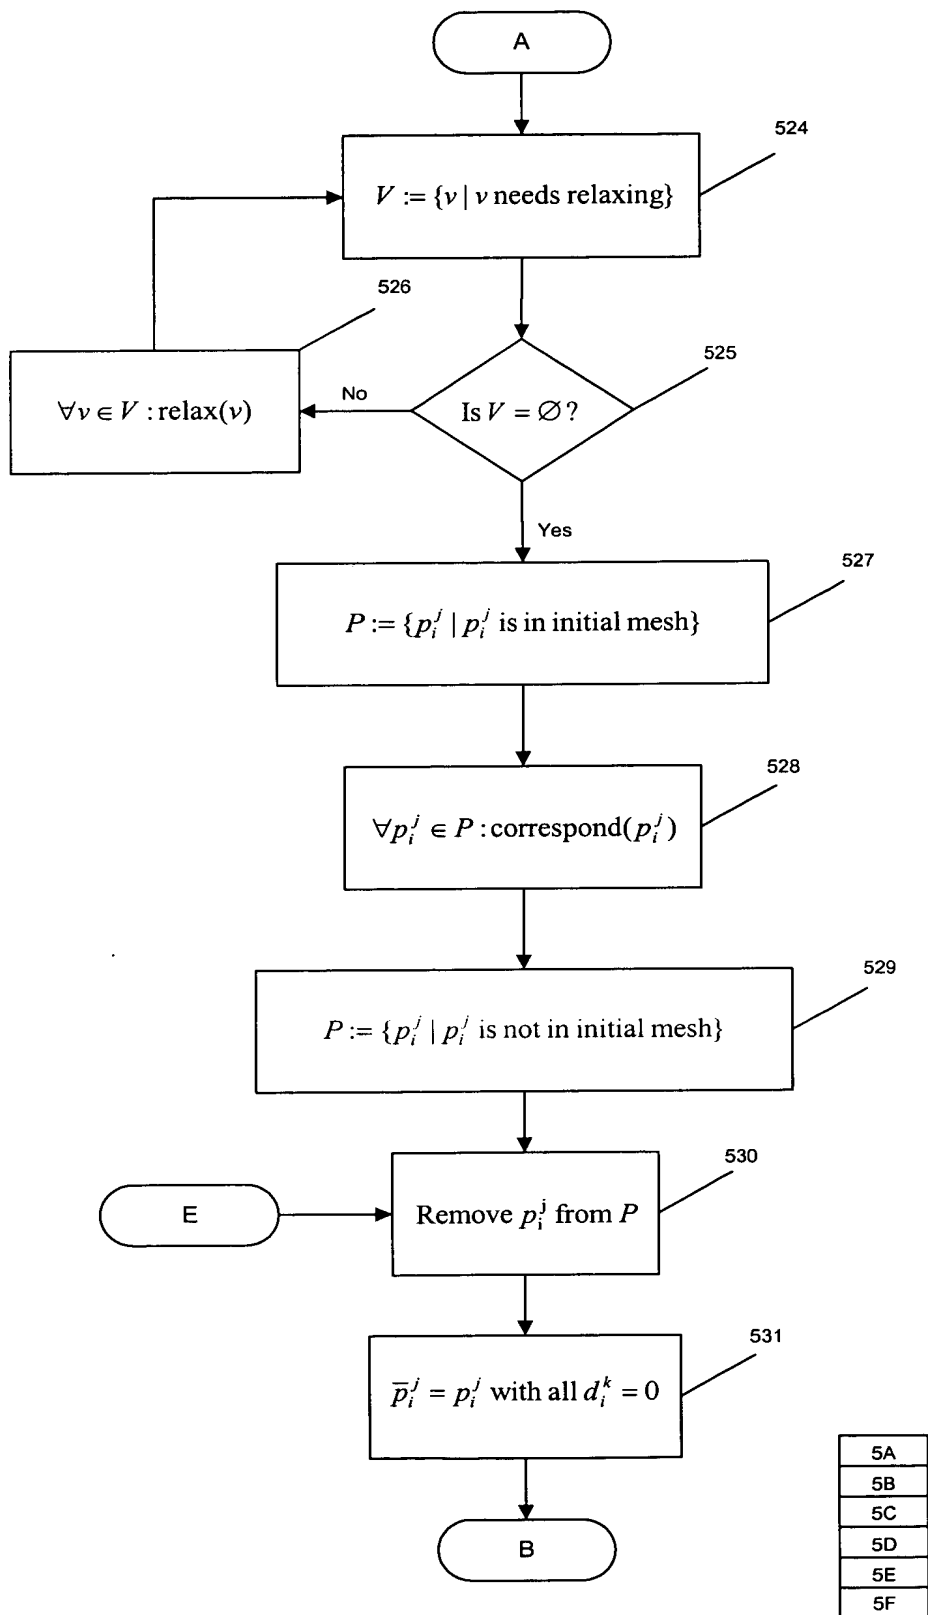 A
524
V := {v | v needs relaxing}
526
525
∀v ∈ V : relax(v)
No
Is V = ∅ ?
Yes
527
P := {p_i^j | p_i^j is in initial mesh}
528
∀p_i^j ∈ P : correspond(p_i^j)
529
P := {p_i^j | p_i^j is not in initial mesh}
530
E
Remove p_i^j from P
531
p̅_i^j = p_i^j with all d_i^k = 0
B
5A
5B
5C
5D
5E
5F